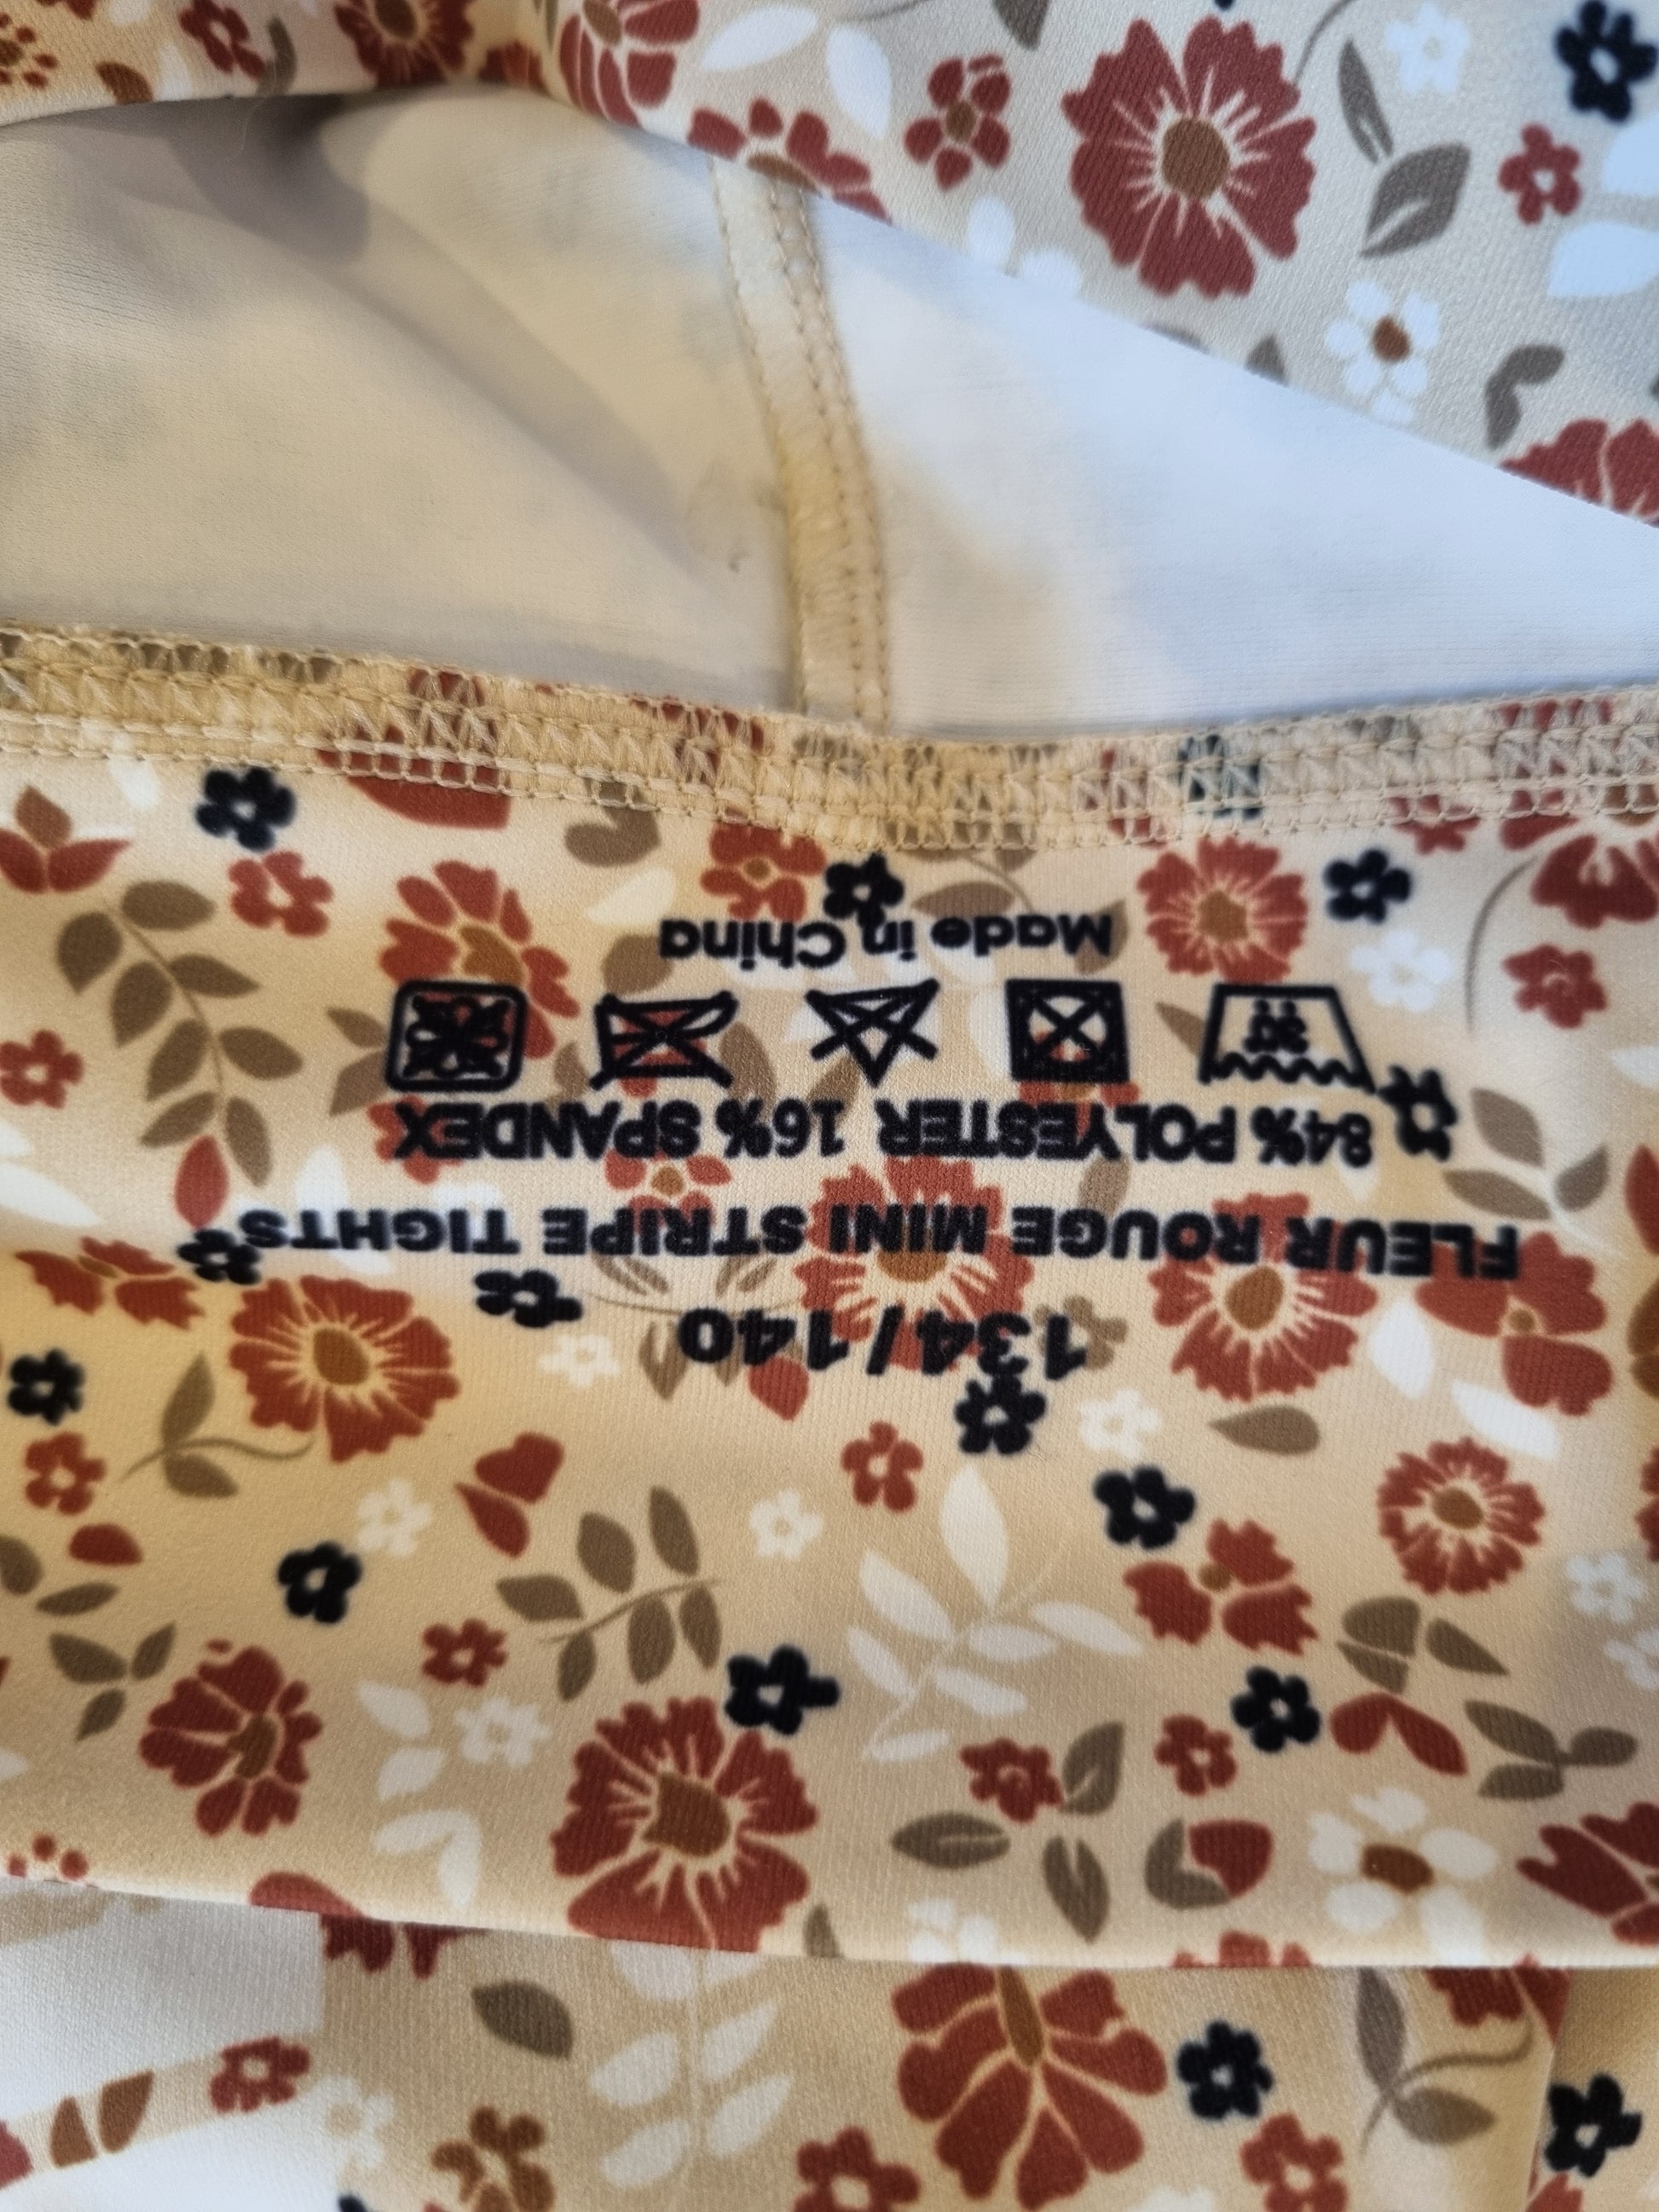 134/140
FLEUR ROUGE MINI STRIPE TIGHTS
84% POLYESTER 16% SPANDEX
30
Made in China